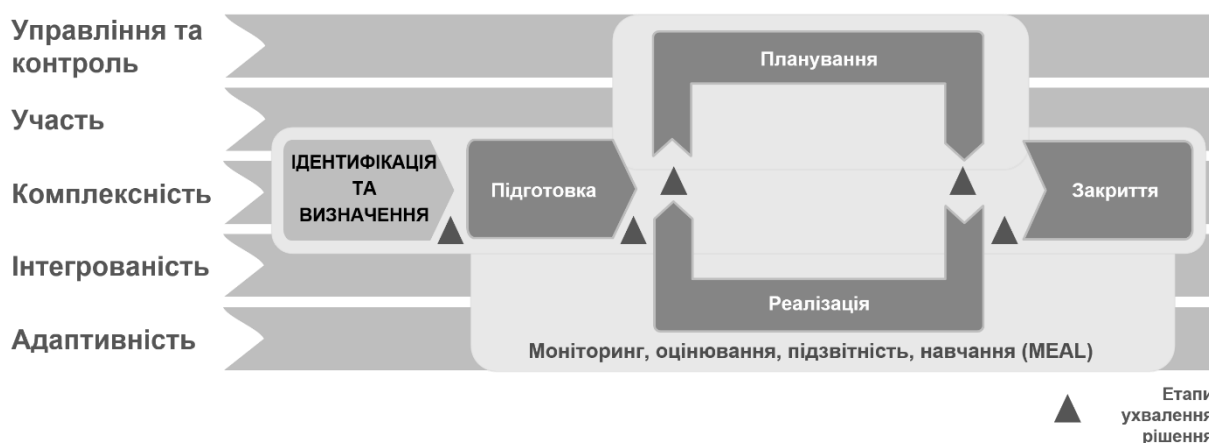 Управління та
контроль
Участь
Комплексність
Інтегрованість
Адаптивність
ІДЕНТИФІКАЦІЯ
ТА
ВИЗНАЧЕННЯ
Підготовка
Планування
Реалізація
Закриття
Моніторинг, оцінювання, підзвітність, навчання (MEAL)
Етапи
ухвалення
рішення